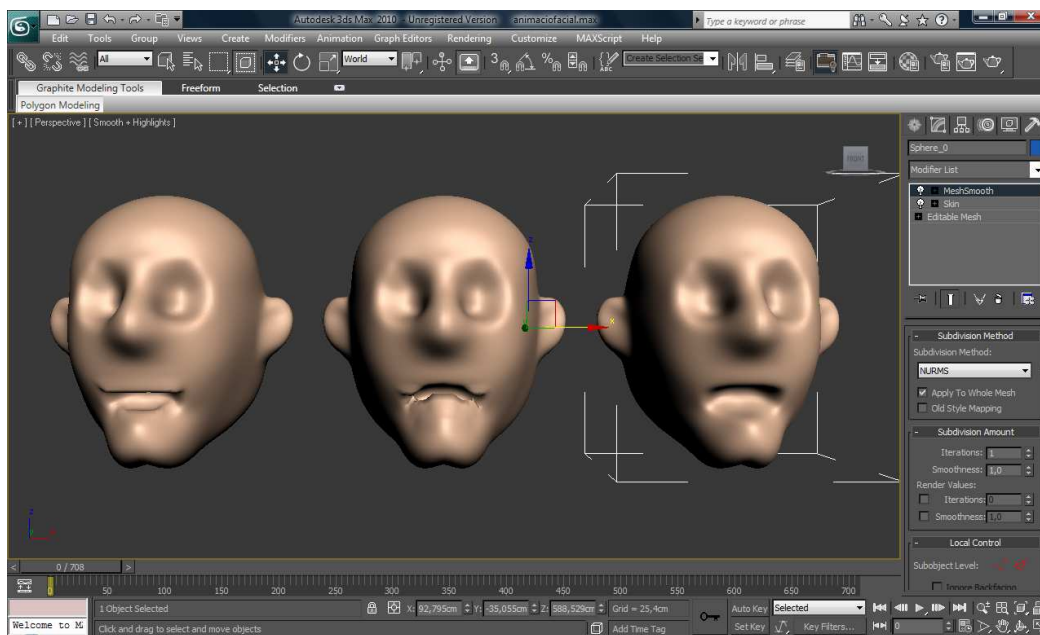 Autodesk 3ds Max 2010 - Unregistered Version animaciofacial.max
Type a keyword or phrase
Edit Tools Group Views Create Modifiers Animation Graph Editors Rendering Customize MAXScript Help
All
World
3
Create Selection Se
Graphite Modeling Tools Freeform Selection
Polygon Modeling
[ + ] [ Perspective ] [ Smooth + Highlights ]
FRONT
z
x
Sphere_0
Modifier List
MeshSmooth
Skin
Editable Mesh
- Subdivision Method
Subdivision Method:
NURMS
Apply To Whole Mesh
Old Style Mapping
- Subdivision Amount
Iterations: 1
Smoothness: 1,0
Render Values:
Iterations: 0
Smoothness: 1,0
- Local Control
Subobject Level:
Ignore Backfacing
z
< 0 / 708 >
0 50 100 150 200 250 300 350 400 450 500 550 600 650 700
1 Object Selected X: 92,795cm Y: -35,055cm Z: 588,529cm Grid = 25,4cm Auto Key Selected
Welcome to M Click and drag to select and move objects Add Time Tag Set Key Key Filters... 0